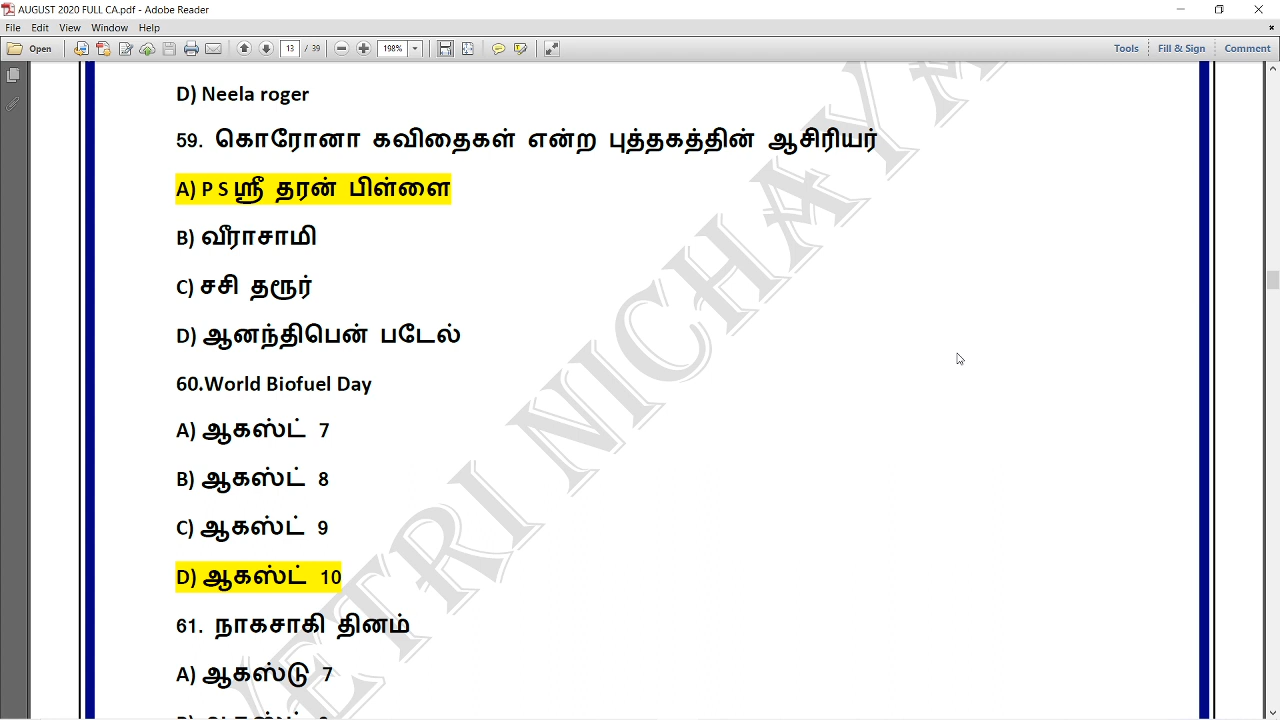 AUGUST 2020 FULL CA.pdf - Adobe Reader
File Edit View Window Help
Open 13 / 39 198% Tools Fill & Sign Comment
D) Neela roger
59. கொரோனா கவிதைகள் என்ற புத்தகத்தின் ஆசிரியர்
A) P S ஸ்ரீ தரன் பிள்ளை
B) வீராசாமி
C) சசி தரூர்
D) ஆனந்திபென் படேல்
60.World Biofuel Day
A) ஆகஸ்ட் 7
B) ஆகஸ்ட் 8
C) ஆகஸ்ட் 9
D) ஆகஸ்ட் 10
61. நாகசாகி தினம்
A) ஆகஸ்டு 7
VETRI NICHAYM